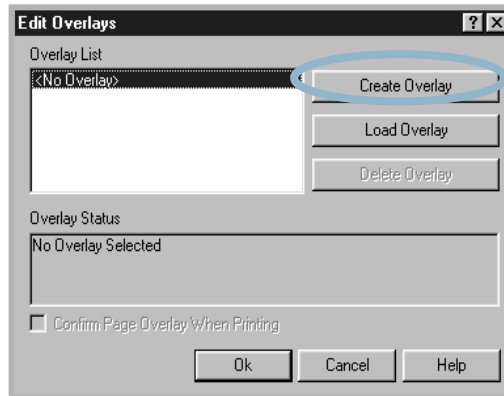 Edit Overlays
Overlay List
<No Overlay>
Create Overlay
Load Overlay
Delete Overlay
Overlay Status
No Overlay Selected
Confirm Page Overlay When Printing
Ok Cancel Help